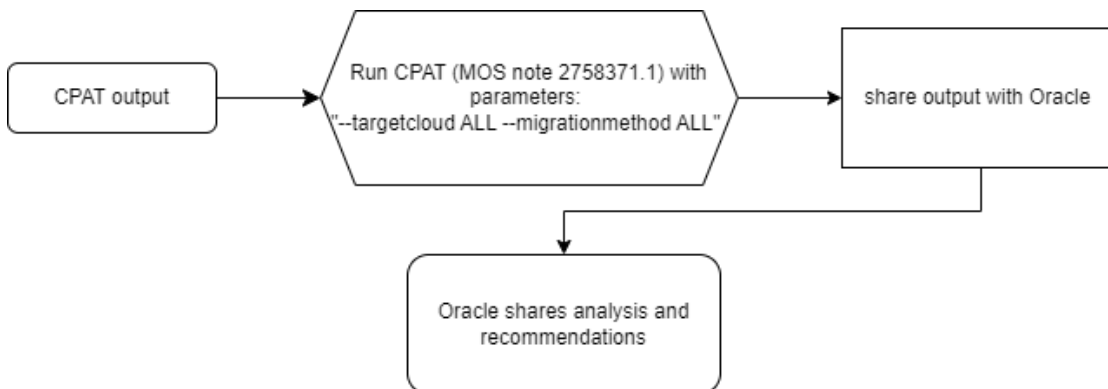 CPAT output
Run CPAT (MOS note 2758371.1) with
parameters:
"--targetcloud ALL --migrationmethod ALL"
share output with Oracle
Oracle shares analysis and
recommendations